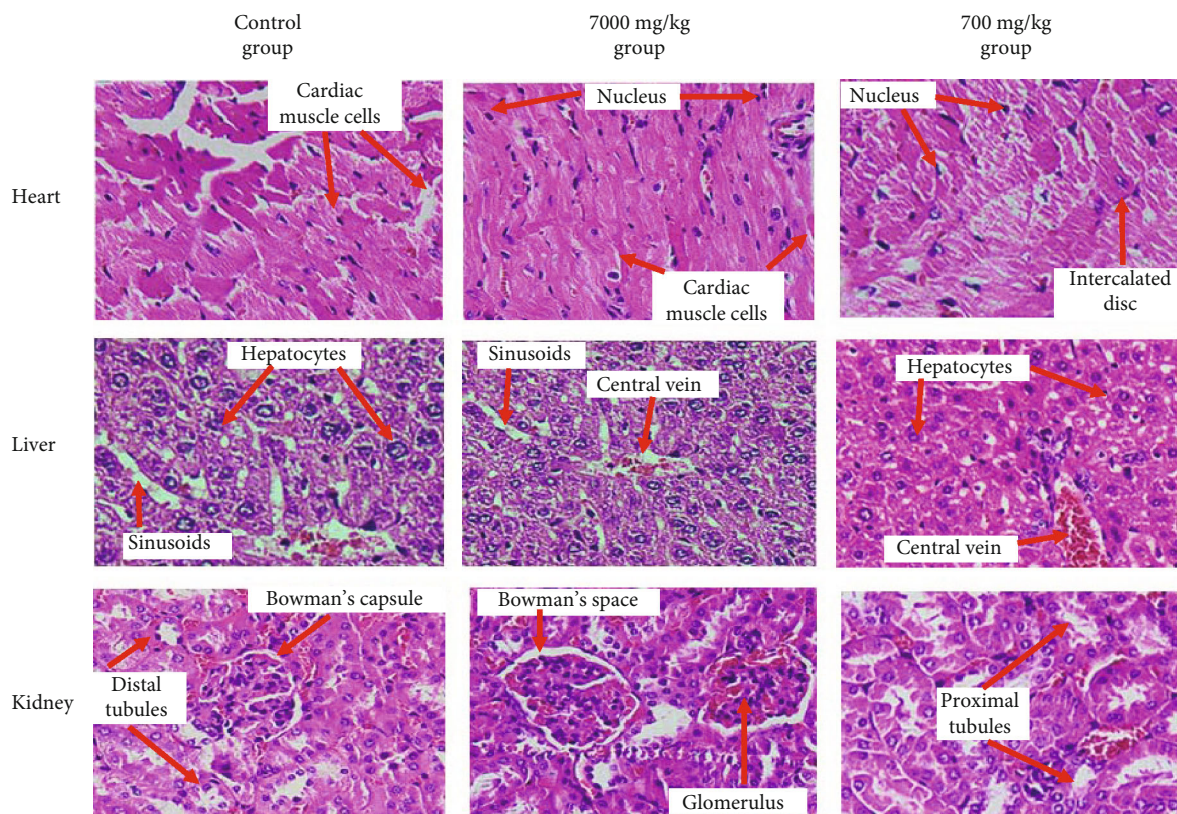 Control
group
7000 mg/kg
group
700 mg/kg
group
Heart
Cardiac
muscle cells
Nucleus
Cardiac
muscle cells
Nucleus
Intercalated
disc
Liver
Hepatocytes
Sinusoids
Sinusoids
Central vein
Hepatocytes
Central vein
Kidney
Bowman's capsule
Distal
tubules
Bowman's space
Glomerulus
Proximal
tubules